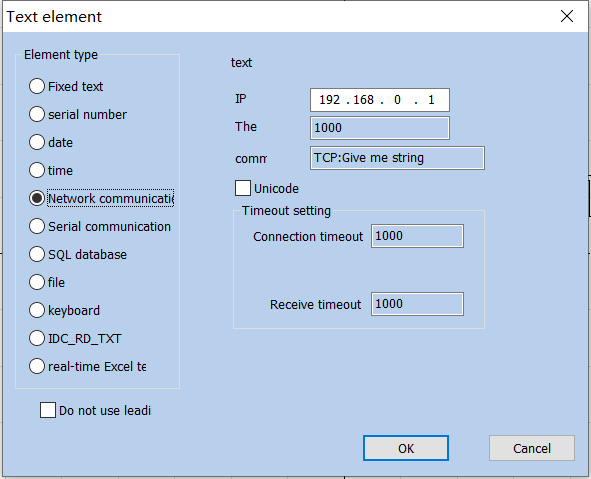 Text element
Element type
Fixed text
serial number
date
time
Network communicatio
Serial communication
SQL database
file
keyboard
IDC_RD_TXT
real-time Excel te
Do not use leadi
text
IP 192 . 168 . 0 . 1
The 1000
comm TCP:Give me string
Unicode
Timeout setting
Connection timeout 1000
Receive timeout 1000
OK Cancel